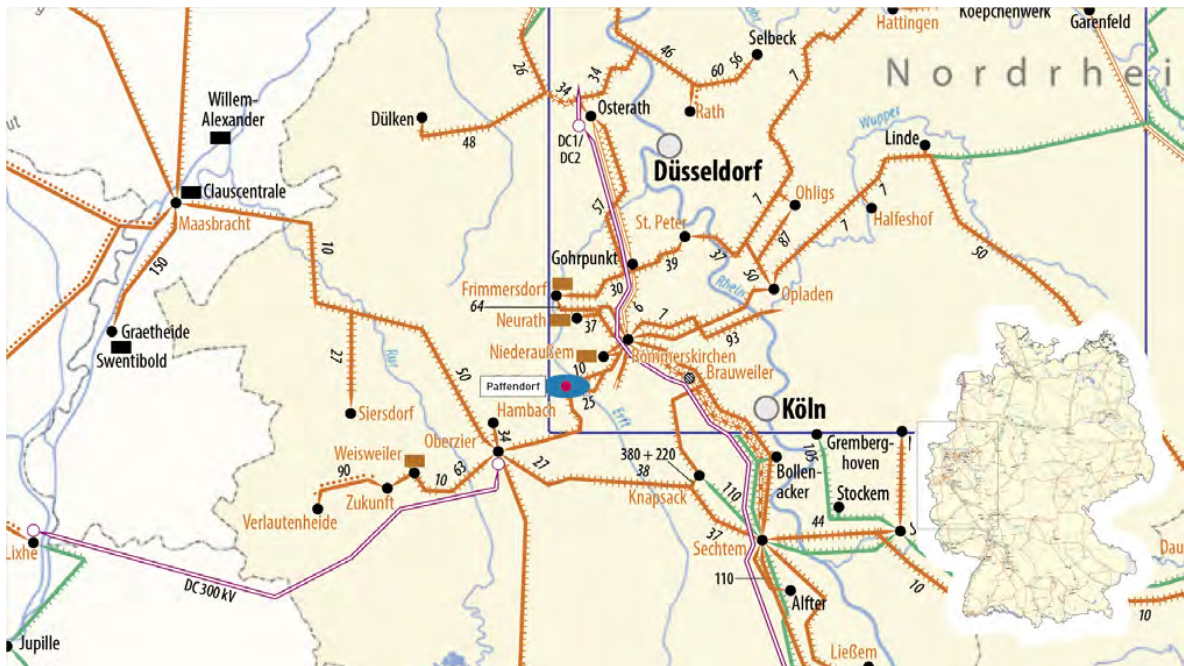 Hattingen
Koepchenwerk
Garenfeld
Selbeck
46
56
60
7
26
34
34
Nordrhei
Willem-
Alexander
Dülken
48
Osterath
Rath
DC1/
DC2
Düsseldorf
Wupper
Linde
Clauscentrale
Maasbracht
10
150
57
St. Peter
Ohligs
7
87
7
Halfeshof
7
Gohrpunkt
39
37
50
50
Frimmersdorf
30
Rhein
Opladen
64
Neurath
37
6
7
93
Graetheide
Swentibold
Rur
Niederaußem
Rommerskirchen
10
Brauweiler
Paffendorf
27
50
25
Erft
Siersdorf
Hambach
Köln
Oberzier
34
Weisweiler
90
63
10
27
380 + 220
38
Knapsack
110
Bollen-
acker
105
Gremberg-
hoven
Stockem
44
Zukunft
Verlautenheide
37
Sechtem
Lixhe
DC 300 kV
110
Alfter
10
Dau
10
Jupille
Ließem